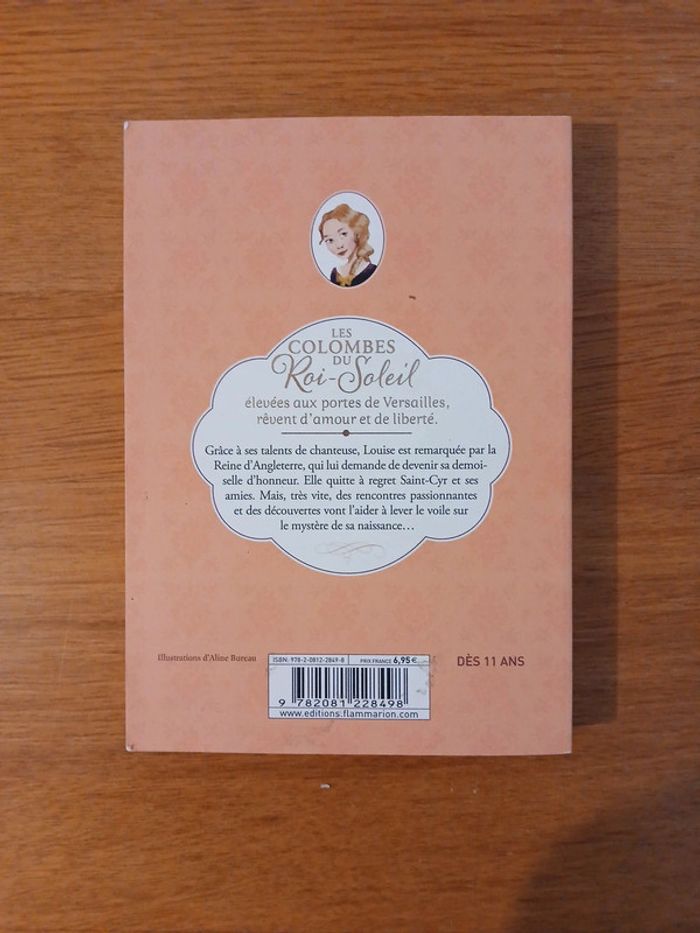 LES
COLOMBES
DU
Roi-Soleil
élevées aux portes de Versailles,
rêvent d'amour et de liberté.
Grâce à ses talents de chanteuse, Louise est remarquée par la
Reine d'Angleterre, qui lui demande de devenir sa demoi-
selle d'honneur. Elle quitte à regret Saint-Cyr et ses
amies. Mais, très vite, des rencontres passionnantes
et des découvertes vont l'aider à lever le voile sur
le mystère de sa naissance…
Illustrations d'Aline Bureau
ISBN: 978-2-0812-2849-8
PRIX FRANCE 6,95 €
DÈS 11 ANS
9 782081 228498
www.editions.flammarion.com